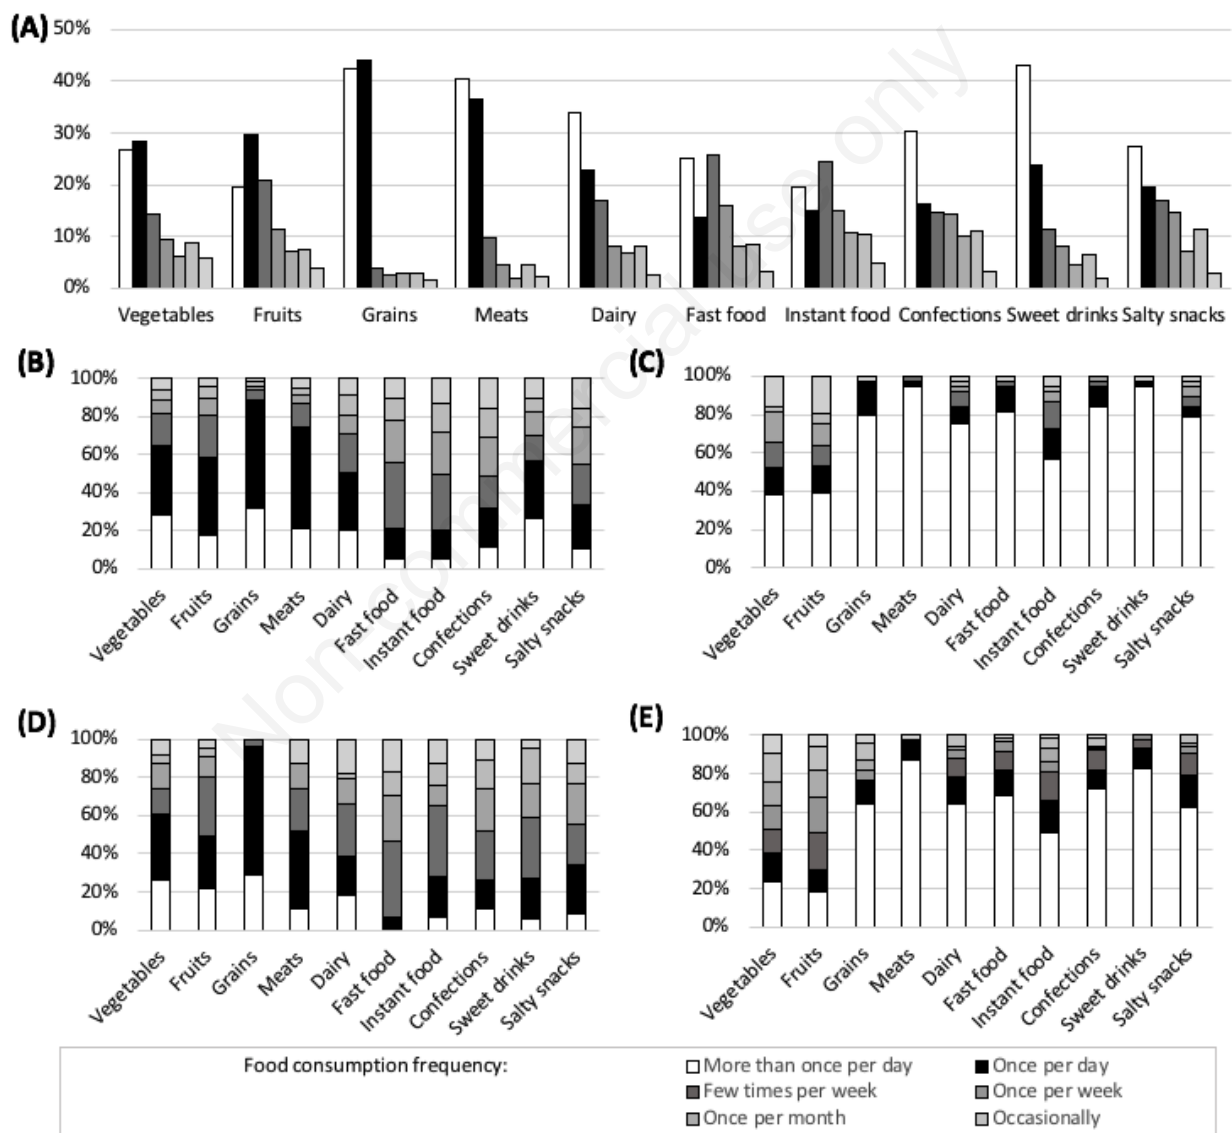 (A)
50%
40%
30%
20%
10%
0%
Vegetables Fruits Grains Meats Dairy Fast food Instant food Confections Sweet drinks Salty snacks
(B)
100%
80%
60%
40%
20%
0%
Vegetables Fruits Grains Meats Dairy Fast food Instant food Confections Sweet drinks Salty snacks
(C)
100%
80%
60%
40%
20%
0%
Vegetables Fruits Grains Meats Dairy Fast food Instant food Confections Sweet drinks Salty snacks
(D)
100%
80%
60%
40%
20%
0%
Vegetables Fruits Grains Meats Dairy Fast food Instant food Confections Sweet drinks Salty snacks
(E)
100%
80%
60%
40%
20%
0%
Vegetables Fruits Grains Meats Dairy Fast food Instant food Confections Sweet drinks Salty snacks
Food consumption frequency: More than once per day Once per day
Few times per week Once per week
Once per month Occasionally
Non-commercial use only